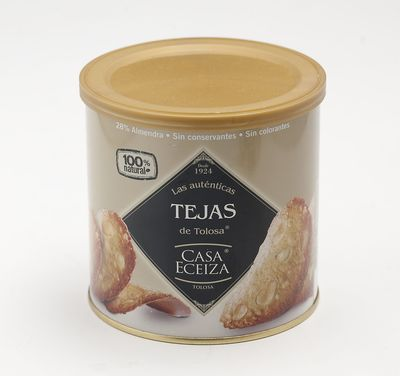 28% Almendra • Sin conservantes • Sin colorantes
100%
natural
Desde
1924
Las auténticas
TEJAS
de Tolosa®
CASA®
ECEIZA
TOLOSA